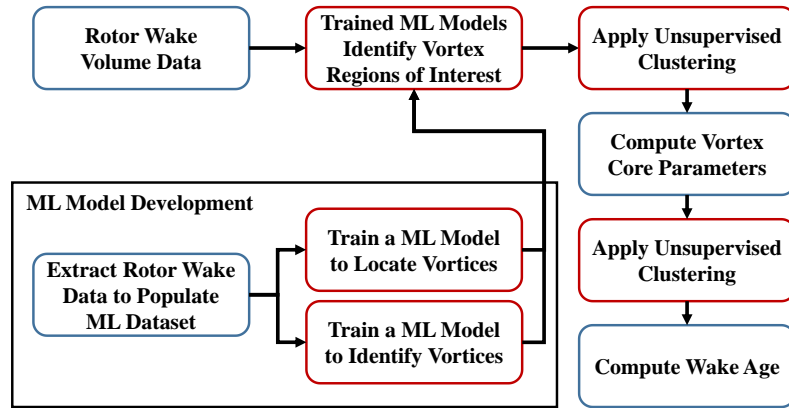 Rotor Wake
Volume Data
Trained ML Models
Identify Vortex
Regions of Interest
Apply Unsupervised
Clustering
Compute Vortex
Core Parameters
Apply Unsupervised
Clustering
Compute Wake Age
ML Model Development
Extract Rotor Wake
Data to Populate
ML Dataset
Train a ML Model
to Locate Vortices
Train a ML Model
to Identify Vortices